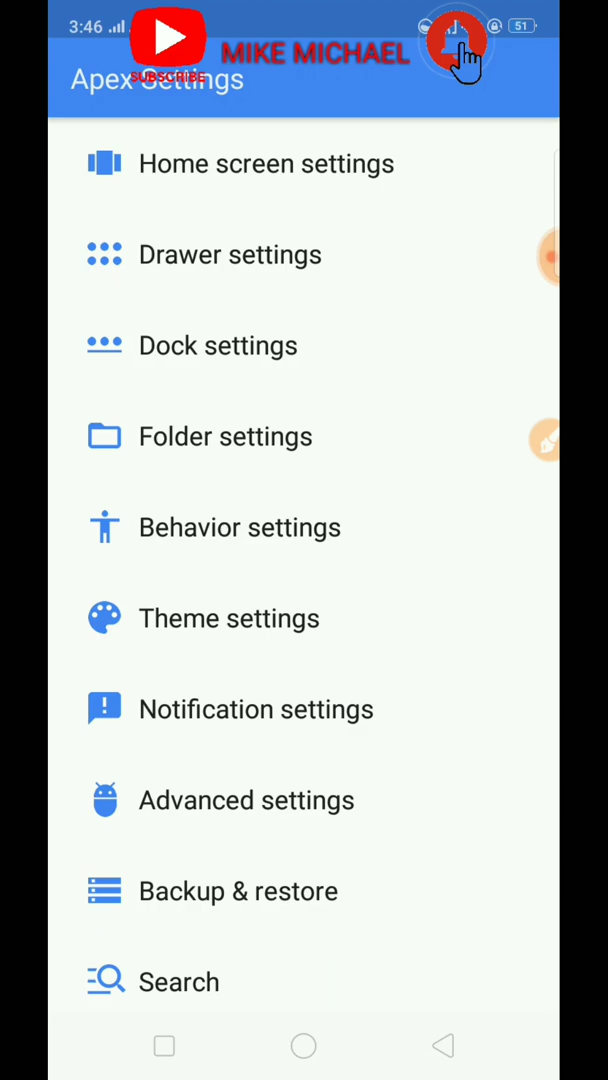 3:46
51
MIKE MICHAEL
SUBSCRIBE
Apex Settings
Home screen settings
Drawer settings
Dock settings
Folder settings
Behavior settings
Theme settings
Notification settings
Advanced settings
Backup & restore
Search